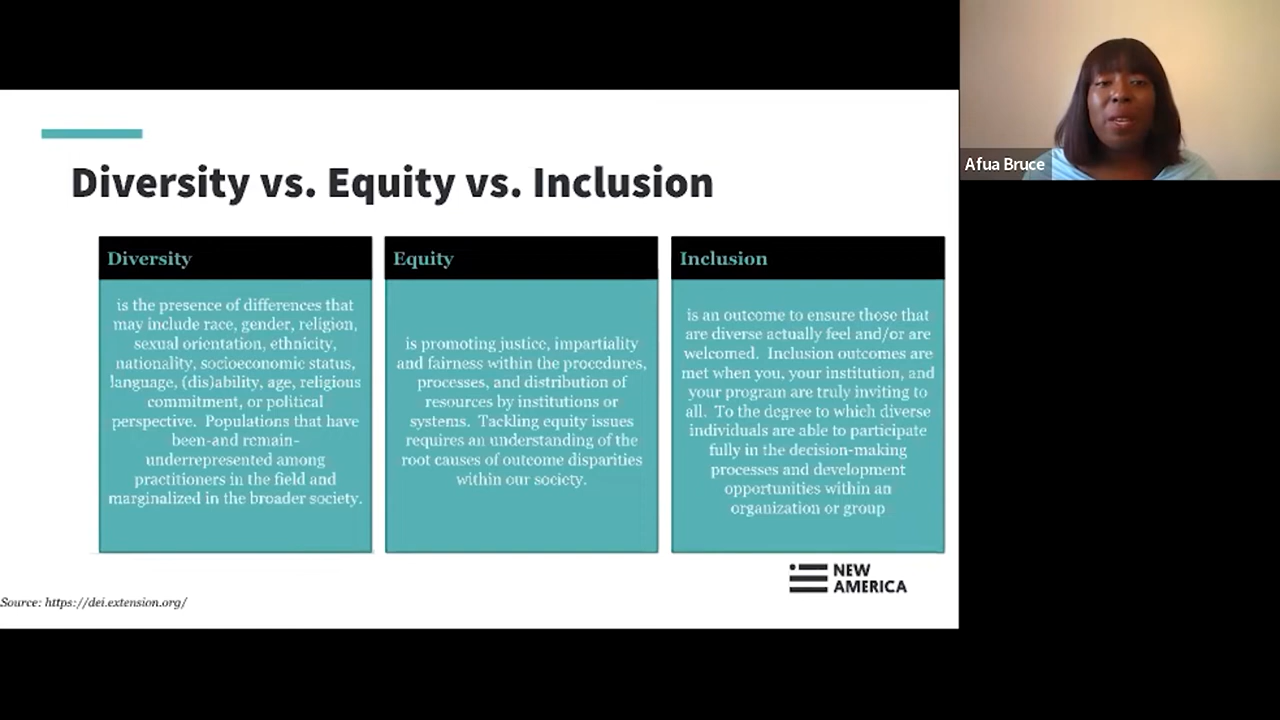 Diversity vs. Equity vs. Inclusion
Diversity
is the presence of differences that
may include race, gender, religion,
sexual orientation, ethnicity,
nationality, socioeconomic status,
language, (dis)ability, age, religious
commitment, or political
perspective. Populations that have
been-and remain-
underrepresented among
practitioners in the field and
marginalized in the broader society.
Equity
is promoting justice, impartiality
and fairness within the procedures,
processes, and distribution of
resources by institutions or
systems. Tackling equity issues
requires an understanding of the
root causes of outcome disparities
within our society.
Inclusion
is an outcome to ensure those that
are diverse actually feel and/or are
welcomed. Inclusion outcomes are
met when you, your institution, and
your program are truly inviting to
all. To the degree to which diverse
individuals are able to participate
fully in the decision-making
processes and development
opportunities within an
organization or group
NEW
AMERICA
Source: https://dei.extension.org/
Afua Bruce